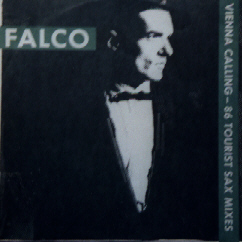 FALCO
VIENNA CALLING – 86 TOURIST SAX MIXES